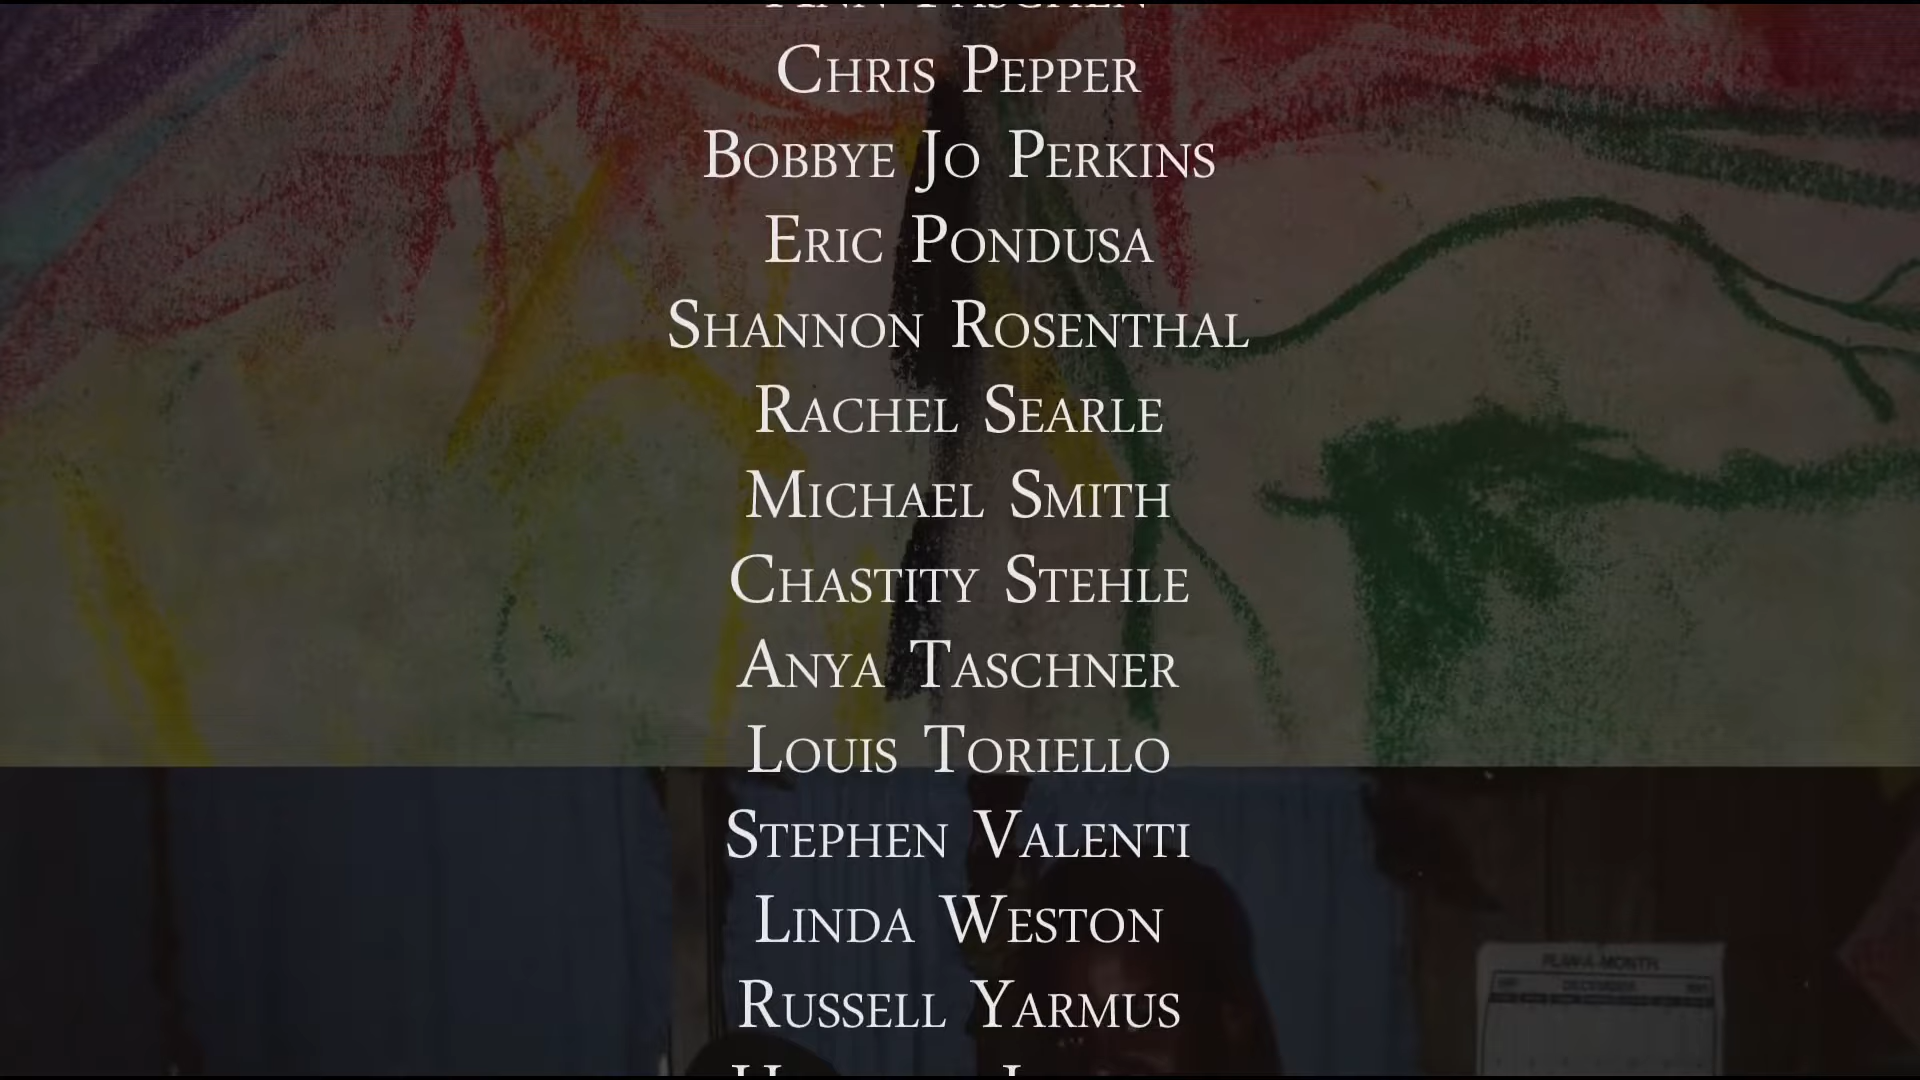 Chris Pepper
Bobbye Jo Perkins
Eric Pondusa
Shannon Rosenthal
Rachel Searle
Michael Smith
Chastity Stehle
Anya Taschner
Louis Toriello
Stephen Valenti
Linda Weston
Russell Yarmus
DECEMBER